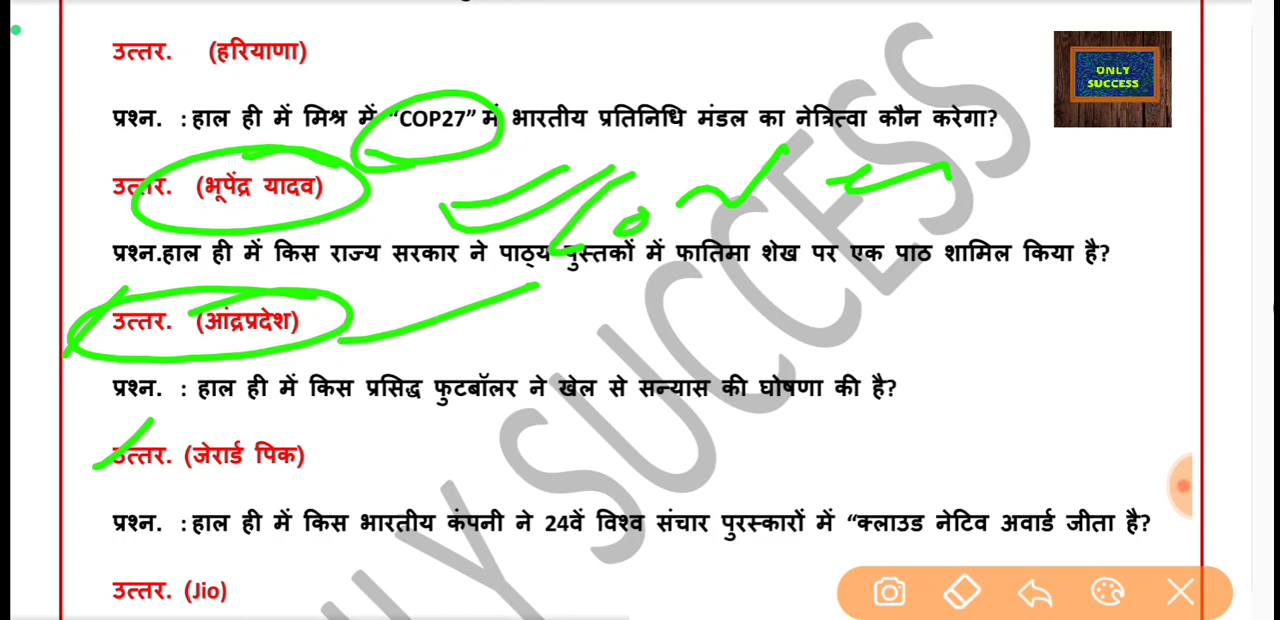 उत्तर. (हरियाणा)
ONLY
SUCCESS
प्रश्न. : हाल ही में मिश्र में “COP27” में भारतीय प्रतिनिधि मंडल का नेत्रित्वा कौन करेगा?
उत्तर. (भूपेंद्र यादव)
प्रश्न.हाल ही में किस राज्य सरकार ने पाठ्य पुस्तकों में फातिमा शेख पर एक पाठ शामिल किया है?
उत्तर. (आंद्रप्रदेश)
प्रश्न. : हाल ही में किस प्रसिद्ध फुटबॉलर ने खेल से सन्यास की घोषणा की है?
उत्तर. (जेरार्ड पिक)
प्रश्न. : हाल ही में किस भारतीय कंपनी ने 24वें विश्व संचार पुरस्कारों में “क्लाउड नेटिव अवार्ड जीता है?
उत्तर. (Jio)
LY SUCCESS